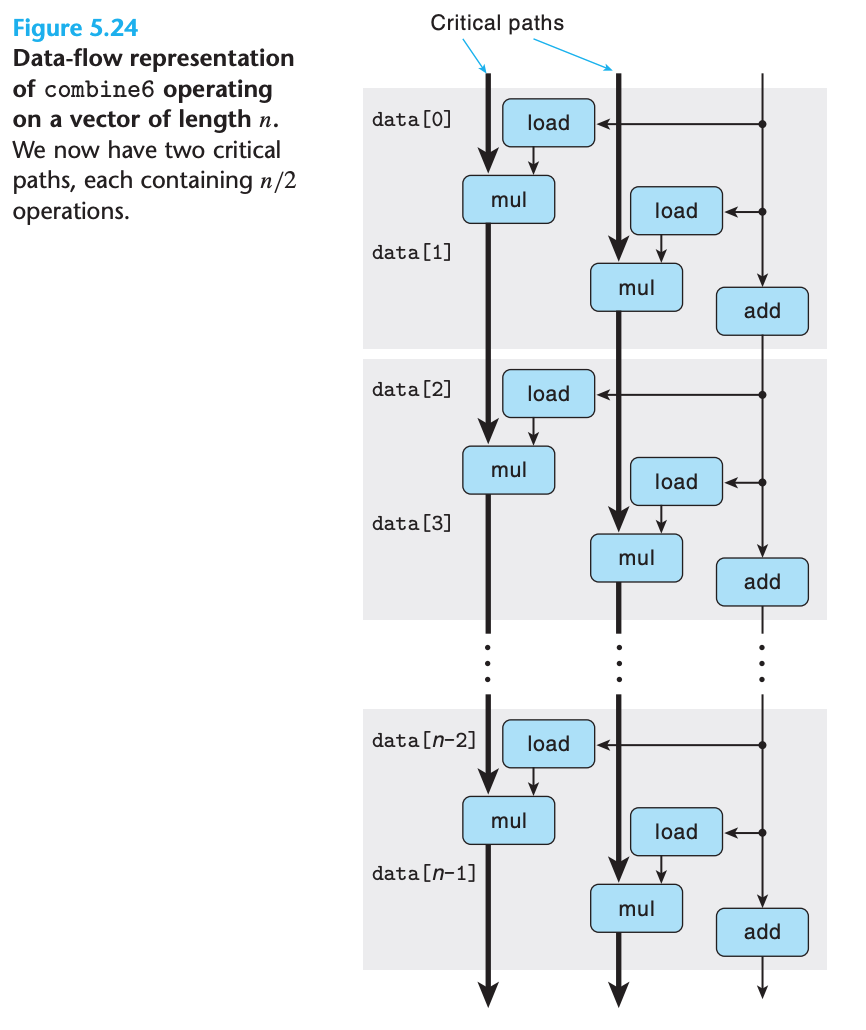 Figure 5.24
Data-flow representation
of combine6 operating
on a vector of length n.
We now have two critical
paths, each containing n/2
operations.
Critical paths
data[0]
load
mul
load
data[1]
mul
add
data[2]
load
mul
load
data[3]
mul
add
data[n–2]
load
mul
load
data[n–1]
mul
add